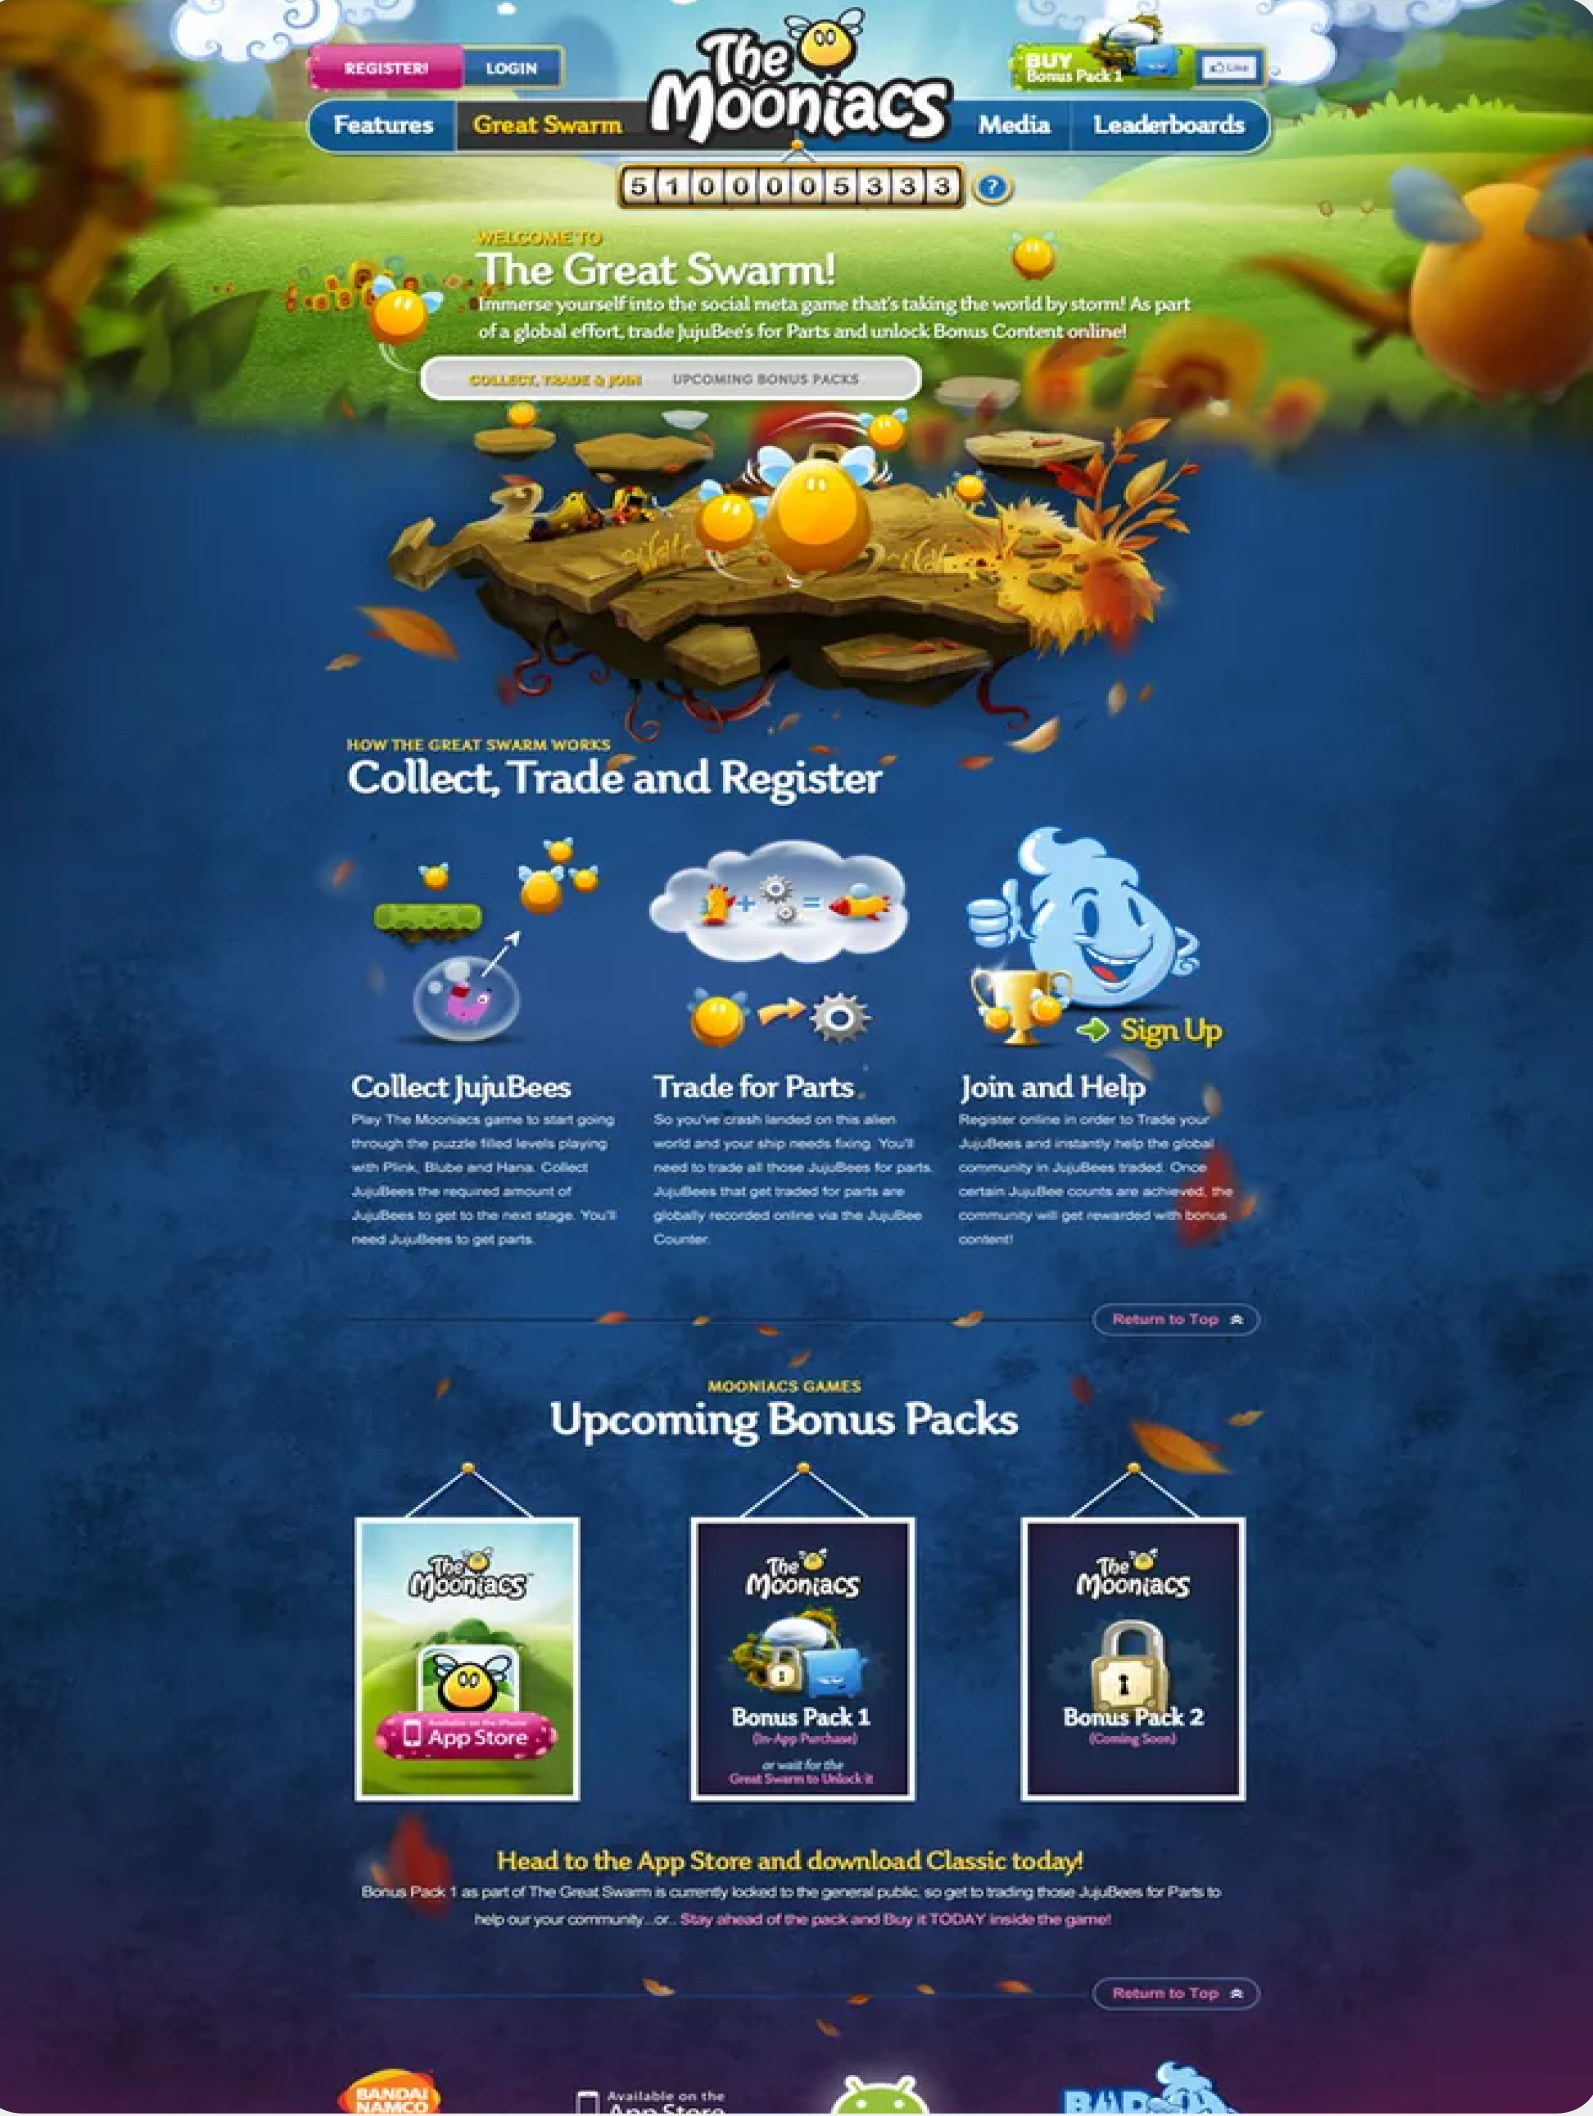 REGISTER!
LOGIN
The
Mooniacs
BUY
Bonus Pack 1
Like
Features
Great Swarm
Media
Leaderboards
5 1 0 0 0 0 5 3 3 3
?
WELCOME TO
The Great Swarm!
Immerse yourself into the social meta game that's taking the world by storm! As part
of a global effort, trade JujuBee's for Parts and unlock Bonus Content online!
COLLECT, TRADE & JOIN
UPCOMING BONUS PACKS
HOW THE GREAT SWARM WORKS
Collect, Trade and Register
+
=
Sign Up
Collect JujuBees
Play The Mooniacs game to start going
through the puzzle filled levels playing
with Plink, Blube and Hana. Collect
JujuBees the required amount of
JujuBees to get to the next stage. You'll
need JujuBees to get parts.
Trade for Parts
So you've crash landed on this alien
world and your ship needs fixing. You'll
need to trade all those JujuBees for parts.
JujuBees that get traded for parts are
globally recorded online via the JujuBee
Counter.
Join and Help
Register online in order to Trade your
JujuBees and instantly help the global
community in JujuBees traded. Once
certain JujuBee counts are achieved, the
community will get rewarded with bonus
content!
Return to Top
MOONIACS GAMES
Upcoming Bonus Packs
The
Mooniacs
Available on the iPhone
App Store
The
Mooniacs
Bonus Pack 1
(In-App Purchase)
or wait for the
Great Swarm to Unlock it
The
Mooniacs
Bonus Pack 2
(Coming Soon)
Head to the App Store and download Classic today!
Bonus Pack 1 as part of The Great Swarm is currently locked to the general public, so get to trading those JujuBees for Parts to
help our your community...or... Stay ahead of the pack and Buy it TODAY inside the game!
Return to Top
BANDAI
NAMCO
Available on the
App Store